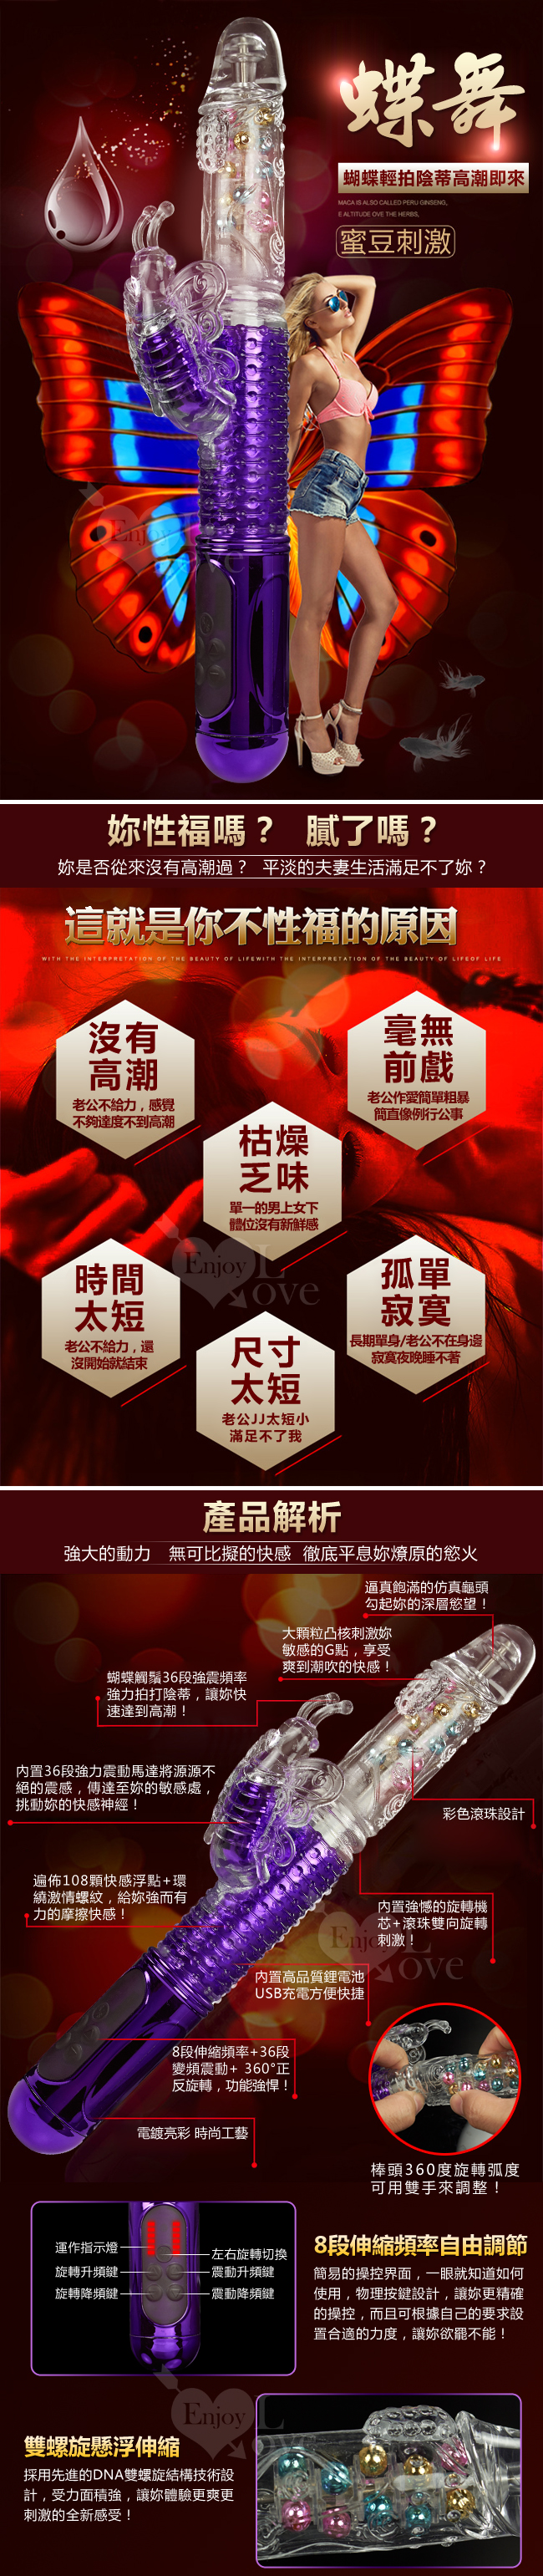 蝶舞
蝴蝶輕拍陰蒂高潮即來
MACA IS ALSO CALLED PERU GINSENG,
E ALTITUDE OVE THE HERBS,
蜜豆刺激
Enjoy Love
妳性福嗎？ 膩了嗎？
妳是否從來沒有高潮過？ 平淡的夫妻生活滿足不了妳？
這就是你不性福的原因
WITH THE INTERPRETATION OF THE BEAUTY OF LIFEWITH THE INTERPRETATION OF THE BEAUTY OF LIFEOF LIFE
沒有
高潮
老公不給力，感覺
不夠達度不到高潮
毫無
前戲
老公作愛簡單粗暴
簡直像例行公事
枯燥
乏味
單一的男上女下
體位沒有新鮮感
Enjoy Love
時間
太短
老公不給力，還
沒開始就結束
孤單
寂寞
長期單身/老公不在身邊
寂寞夜晚睡不著
尺寸
太短
老公JJ太短小
滿足不了我
產品解析
強大的動力 無可比擬的快感 徹底平息妳燎原的慾火
逼真飽滿的仿真龜頭
勾起妳的深層慾望！
大顆粒凸核刺激妳
敏感的G點，享受
爽到潮吹的快感！
蝴蝶觸鬚36段強震頻率
強力拍打陰蒂，讓妳快
速達到高潮！
內置36段強力震動馬達將源源不
絕的震感，傳達至妳的敏感處，
挑動妳的快感神經！
彩色滾珠設計
遍佈108顆快感浮點+環
繞激情螺紋，給妳強而有
力的摩擦快感！
內置強憾的旋轉機
芯+滾珠雙向旋轉
刺激！
Enjoy Love
內置高品質鋰電池
USB充電方便快捷
8段伸縮頻率+36段
變頻震動+ 360°正
反旋轉，功能強悍！
電鍍亮彩 時尚工藝
棒頭360度旋轉弧度
可用雙手來調整！
運作指示燈
旋轉升頻鍵
旋轉降頻鍵
左右旋轉切換
震動升頻鍵
震動降頻鍵
8段伸縮頻率自由調節
簡易的操控界面，一眼就知道如何
使用，物理按鍵設計，讓妳更精確
的操控，而且可根據自己的要求設
置合適的力度，讓妳欲罷不能！
Enjoy L
雙螺旋懸浮伸縮
採用先進的DNA雙螺旋結構技術設
計，受力面積強，讓妳體驗更爽更
刺激的全新感受！